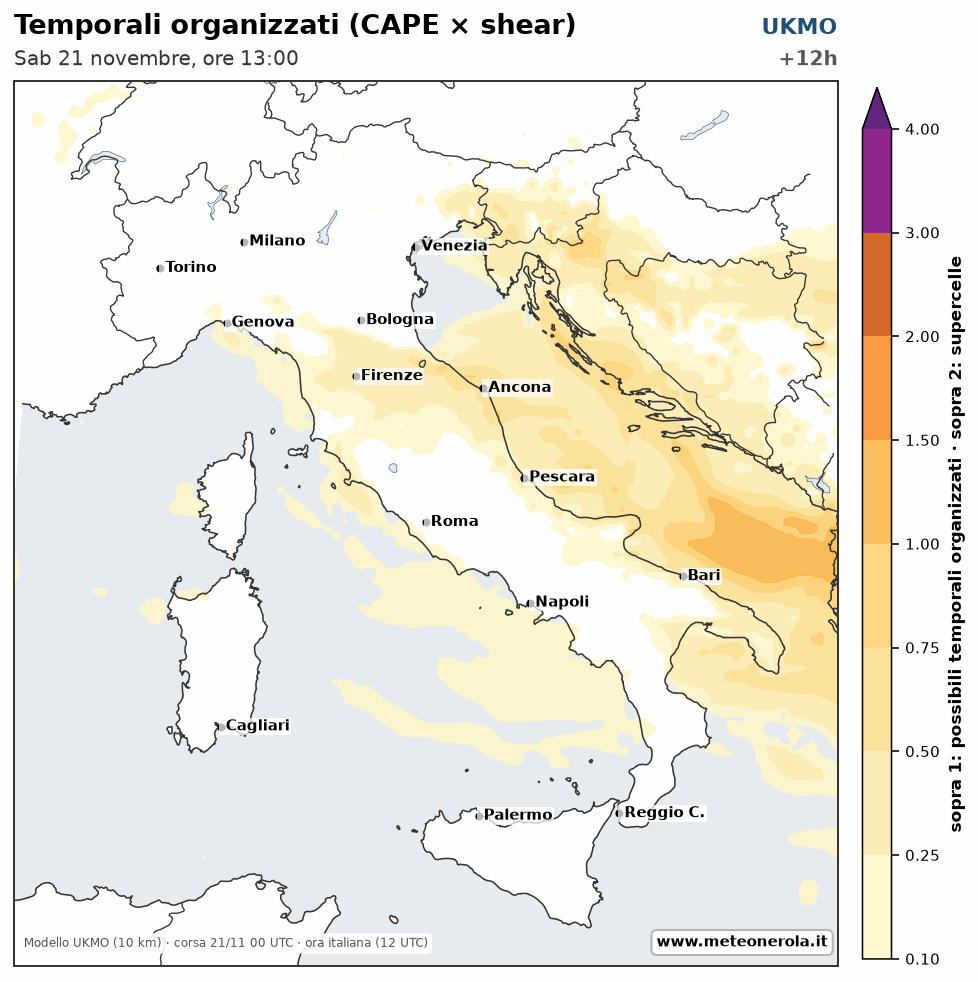 Temporali organizzati (CAPE × shear)
UKMO
Sab 21 novembre, ore 13:00
+12h
4.00
3.00
2.00
1.50
1.00
0.75
0.50
0.25
0.10
sopra 1: possibili temporali organizzati · sopra 2: supercelle
Milano
Venezia
Torino
Genova
Bologna
Firenze
Ancona
Pescara
Roma
Bari
Napoli
Cagliari
Palermo
Reggio C.
Modello UKMO (10 km) · corsa 21/11 00 UTC · ora italiana (12 UTC)
www.meteonerola.it